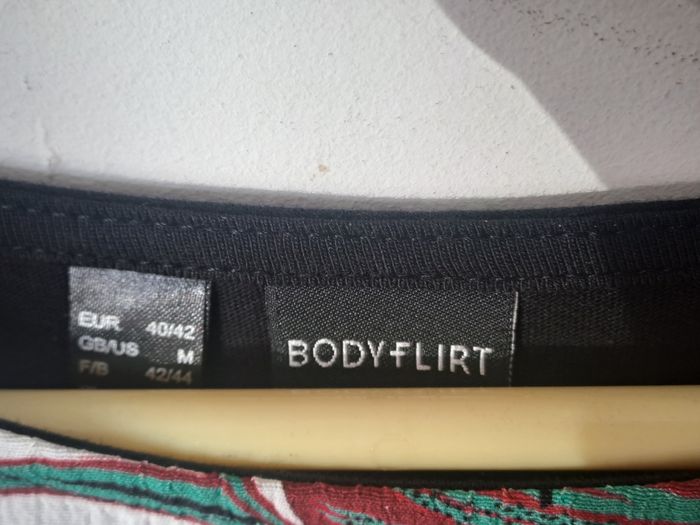 EUR 40/42
GB/US M
F/B 42/44
BODYFLIRT